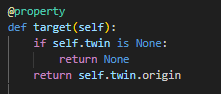 @property
def target(self):
    if self.twin is None:
        return None
    return self.twin.origin